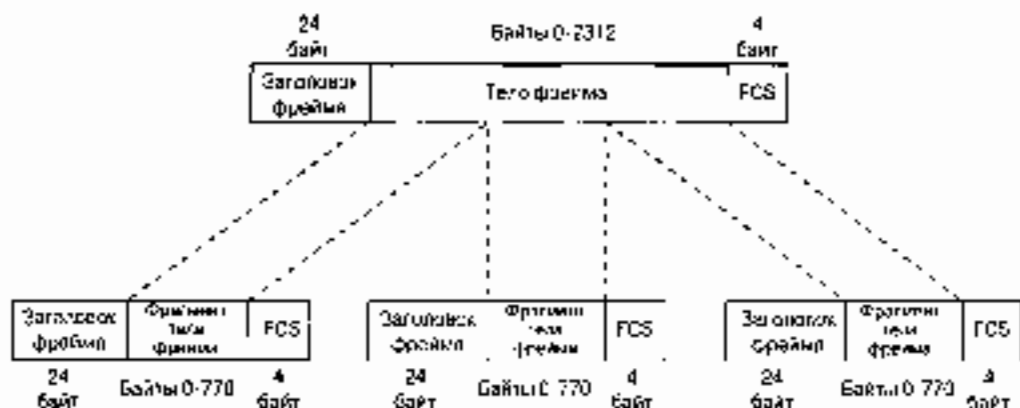 24
байт
Байты 0-2312
4
байт
Заголовок
фрейма
Тело фрейма
FCS
Заголовок
фрейма
Фрагмент
тела
фрейма
FCS
Заголовок
фрейма
Фрагмент
тела
фрейма
FCS
Заголовок
фрейма
Фрагмент
тела
фрейма
FCS
24
байт
Байты 0-770
4
байт
24
байт
Байты 0-770
4
байт
24
байт
Байты 0-770
4
байт